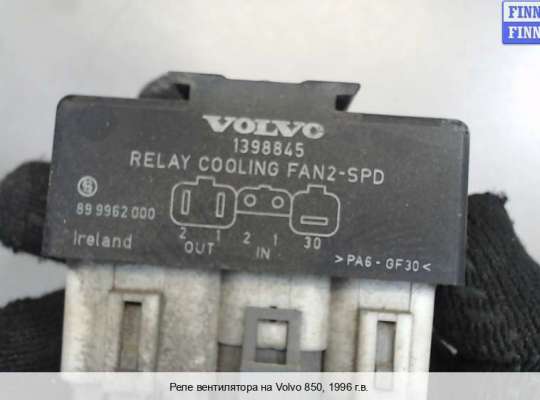 FINN
FINN
VOLVO
1398845
RELAY COOLING FAN2-SPD
89 9962 000
2 1 2 1 30
OUT IN
Ireland
>PA6-GF30<
Реле вентилятора на Volvo 850, 1996 г.в.